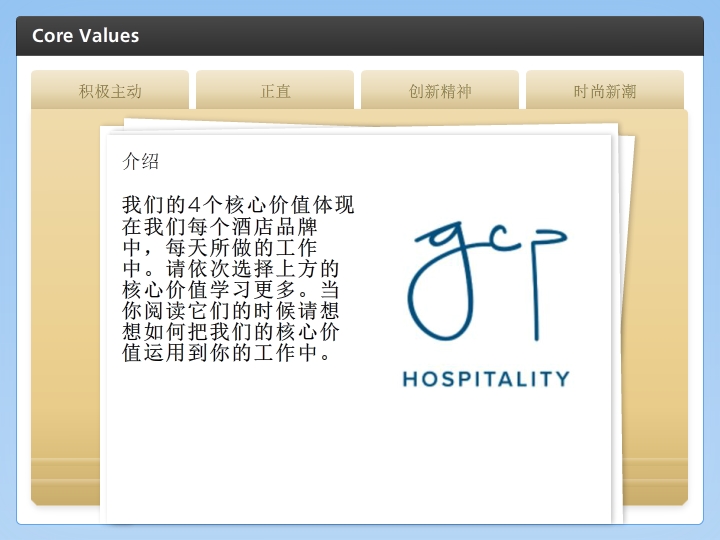 Core Values
积极主动
正直
创新精神
时尚新潮
介绍
我们的4个核心价值体现
在我们每个酒店品牌
中，每天所做的工作
中。请依次选择上方的
核心价值学习更多。当
你阅读它们的时候请想
想如何把我们的核心价
值运用到你的工作中。
gcp
HOSPITALITY